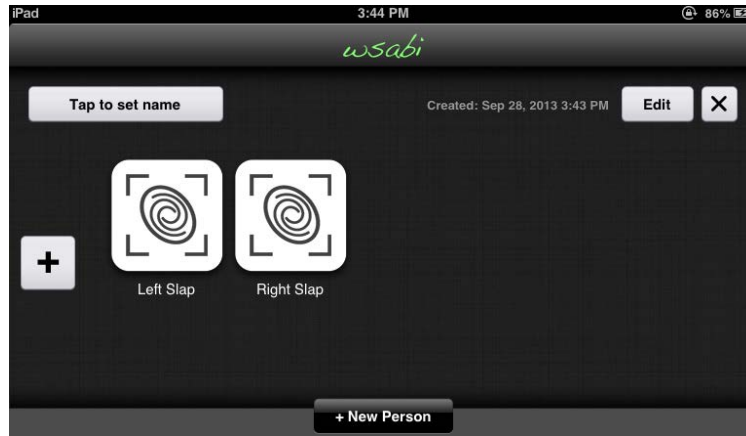 iPad 3:44 PM 86%
wsabi
Tap to set name Created: Sep 28, 2013 3:43 PM Edit
Left Slap Right Slap
+ New Person